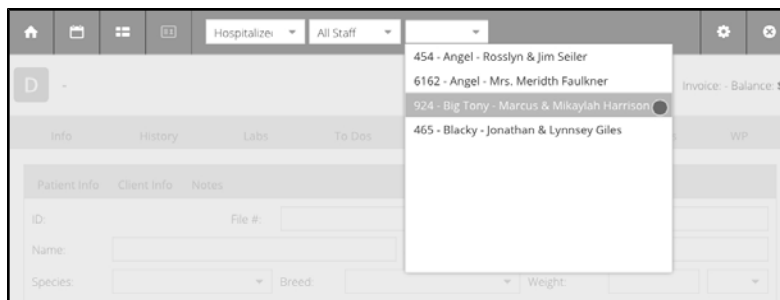 Hospitalize
All Staff
454 - Angel - Rosslyn & Jim Seiler
6162 - Angel - Mrs. Meridth Faulkner
924 - Big Tony - Marcus & Mikaylah Harrison
465 - Blacky - Jonathan & Lynnsey Giles
D -
Invoice: - Balance: $
Info
History
Labs
To Dos
WP
Patient Info
Client Info
Notes
ID:
File #:
Name:
Species:
Breed:
Weight: